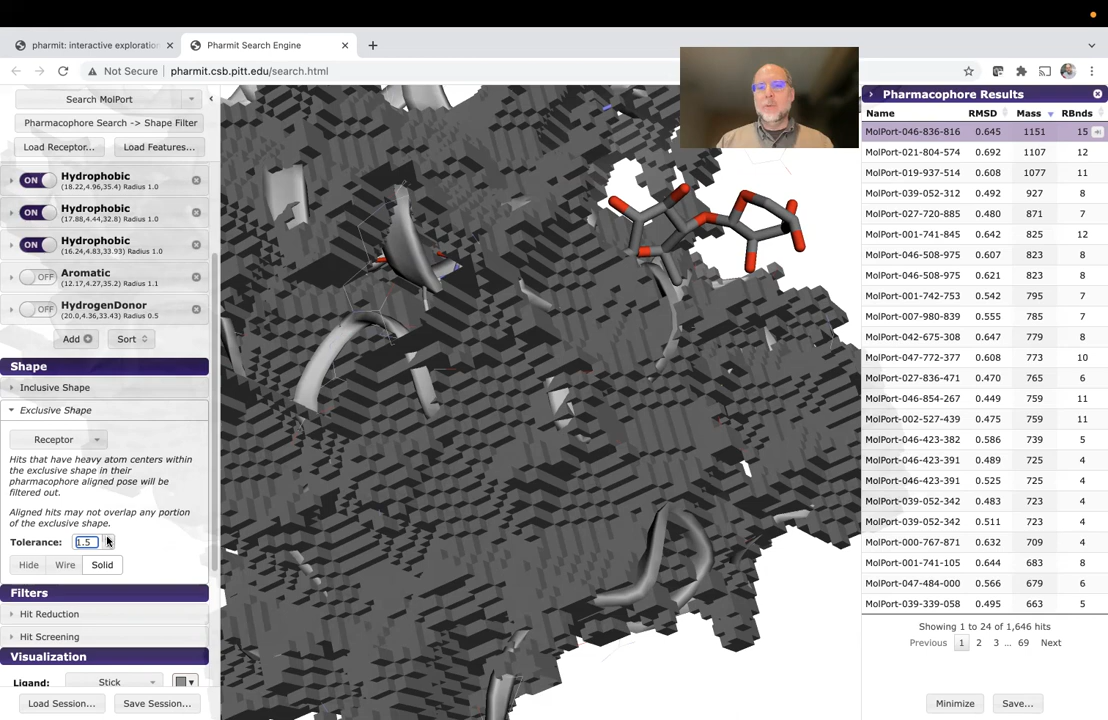 pharmit: interactive exploration
Pharmit Search Engine
Not Secure
pharmit.csb.pitt.edu/search.html
Search MolPort
Pharmacophore Search -> Shape Filter
Load Receptor...
Load Features...
ON
Hydrophobic
(18.22,4.96,35.4) Radius 1.0
ON
Hydrophobic
(17.88,4.44,32.8) Radius 1.0
ON
Hydrophobic
(16.24,4.83,33.93) Radius 1.0
OFF
Aromatic
(12.17,4.27,35.2) Radius 1.1
OFF
HydrogenDonor
(20.0,4.36,33.43) Radius 0.5
Add
Sort
Shape
Inclusive Shape
Exclusive Shape
Receptor
Hits that have heavy atom centers within
the exclusive shape in their
pharmacophore aligned pose will be
filtered out.
Aligned hits may not overlap any portion
of the exclusive shape.
Tolerance: 1.5
Hide Wire Solid
Filters
Hit Reduction
Hit Screening
Visualization
Ligand: Stick
Load Session...
Save Session...
Pharmacophore Results
Name RMSD Mass RBnds
MolPort-046-836-816 0.645 1151 15
MolPort-021-804-574 0.692 1107 12
MolPort-019-937-514 0.608 1077 11
MolPort-039-052-312 0.492 927 8
MolPort-027-720-885 0.480 871 7
MolPort-001-741-845 0.642 825 12
MolPort-046-508-975 0.607 823 8
MolPort-046-508-975 0.621 823 8
MolPort-001-742-753 0.542 795 7
MolPort-007-980-839 0.555 785 7
MolPort-042-675-308 0.647 779 8
MolPort-047-772-377 0.608 773 10
MolPort-027-836-471 0.470 765 6
MolPort-046-854-267 0.449 759 11
MolPort-002-527-439 0.475 759 11
MolPort-046-423-382 0.586 739 5
MolPort-046-423-391 0.489 725 4
MolPort-046-423-391 0.525 725 4
MolPort-039-052-342 0.483 723 4
MolPort-039-052-342 0.511 723 4
MolPort-000-767-871 0.632 709 4
MolPort-001-741-105 0.644 683 8
MolPort-047-484-000 0.566 679 6
MolPort-039-339-058 0.495 663 5
Showing 1 to 24 of 1,646 hits
Previous 1 2 3 ... 69 Next
Minimize
Save...